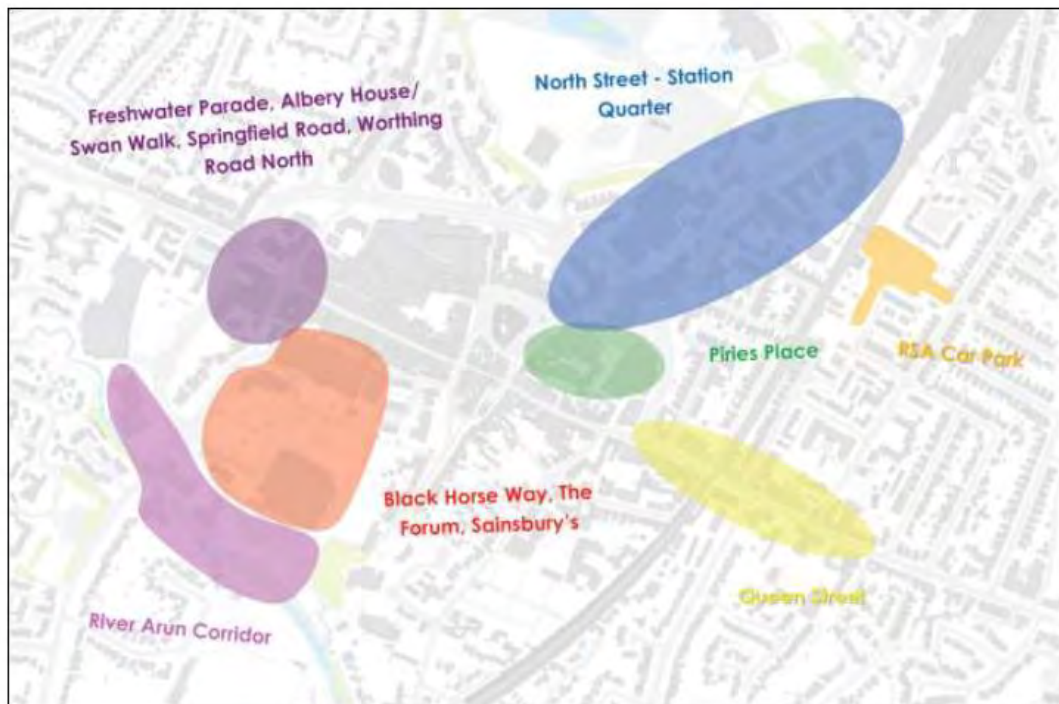 North Street - Station
Quarter
Freshwater Parade, Albery House/
Swan Walk, Springfield Road, Worthing
Road North
Piries Place
RSA Car Park
Black Horse Way, The
Forum, Sainsbury's
Queen Street
River Arun Corridor